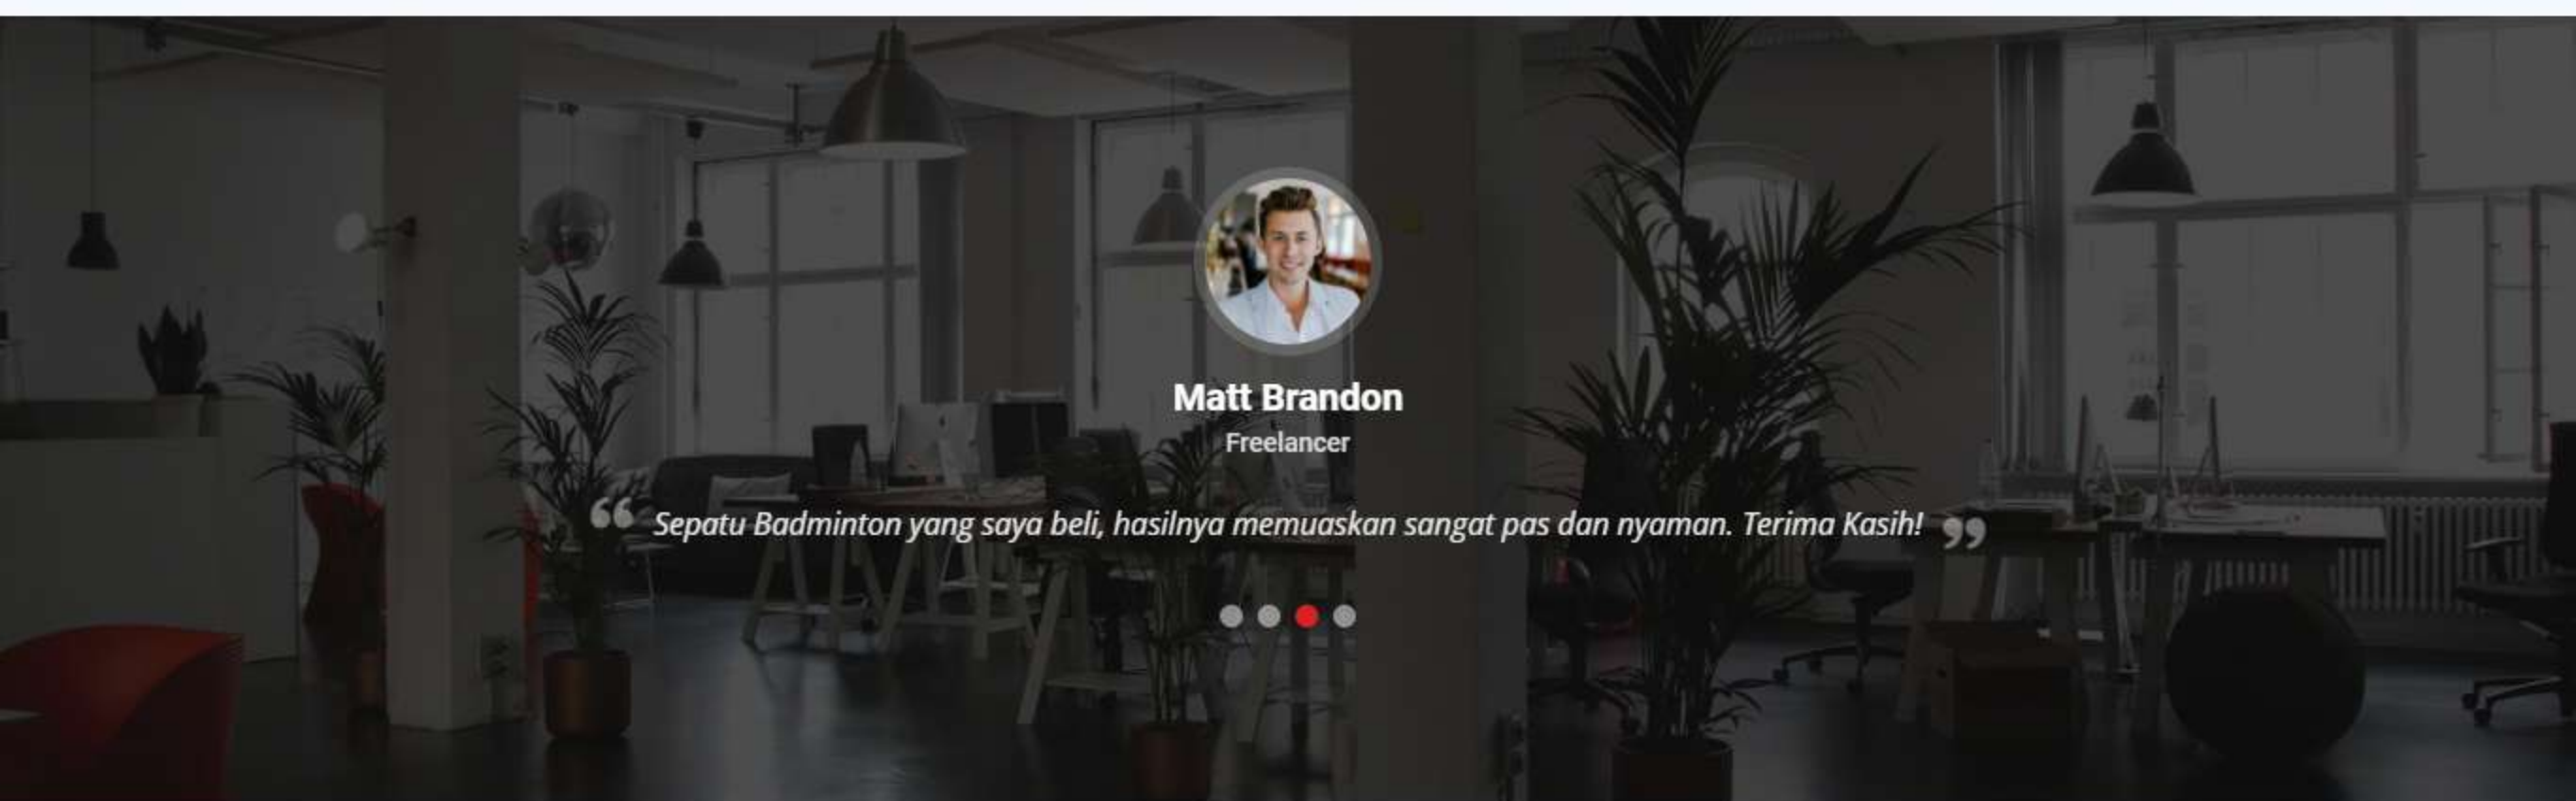 Matt Brandon
Freelancer
“ Sepatu Badminton yang saya beli, hasilnya memuaskan sangat pas dan nyaman. Terima Kasih! ”